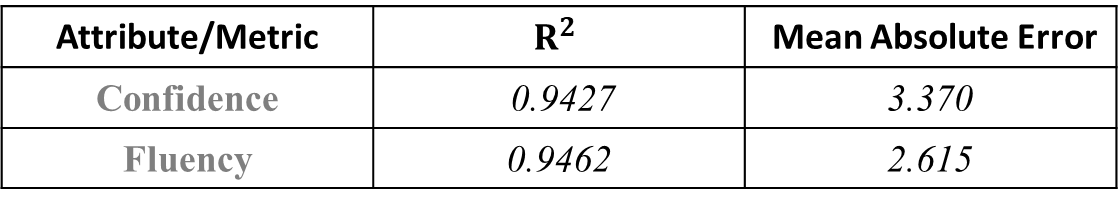 Attribute/Metric R² Mean Absolute Error
Confidence 0.9427 3.370
Fluency 0.9462 2.615